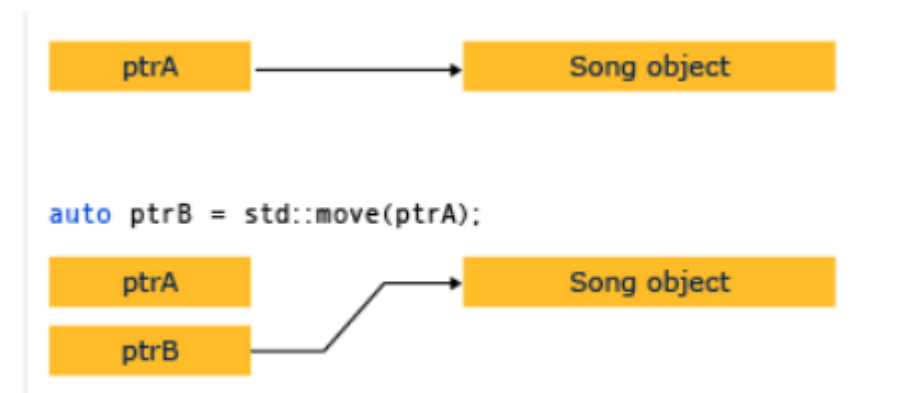 ptrA Song object
auto ptrB = std::move(ptrA);
ptrA Song object
ptrB